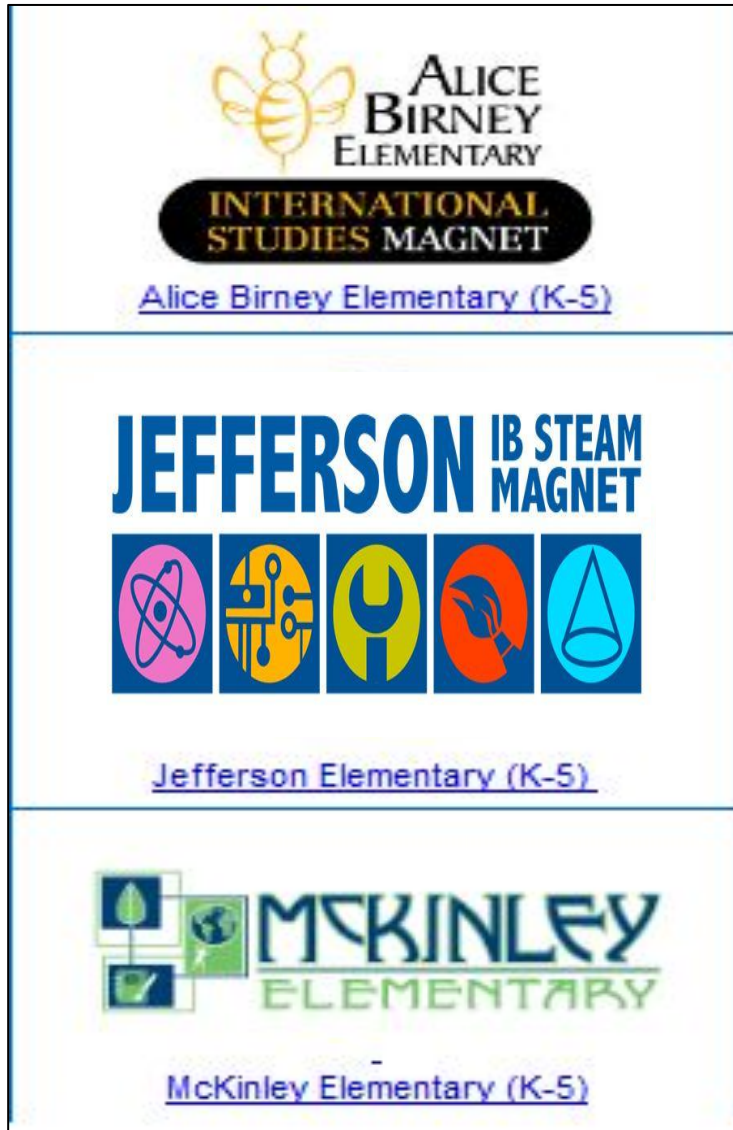 ALICE
BIRNEY
ELEMENTARY
INTERNATIONAL
STUDIES MAGNET
Alice Birney Elementary (K-5)
JEFFERSON IB STEAM
MAGNET
Jefferson Elementary (K-5)
MCKINLEY
ELEMENTARY
McKinley Elementary (K-5)